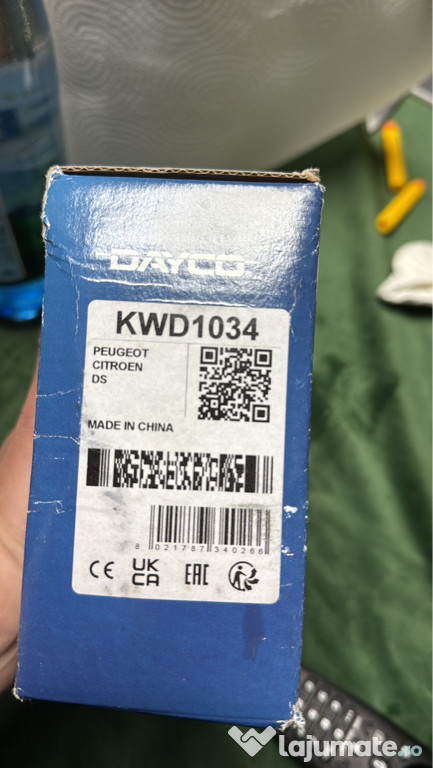 DAYCO
KWD1034
PEUGEOT
CITROEN
DS
MADE IN CHINA
8 021787 340266
CE UK CA EAC
lajumate.ro